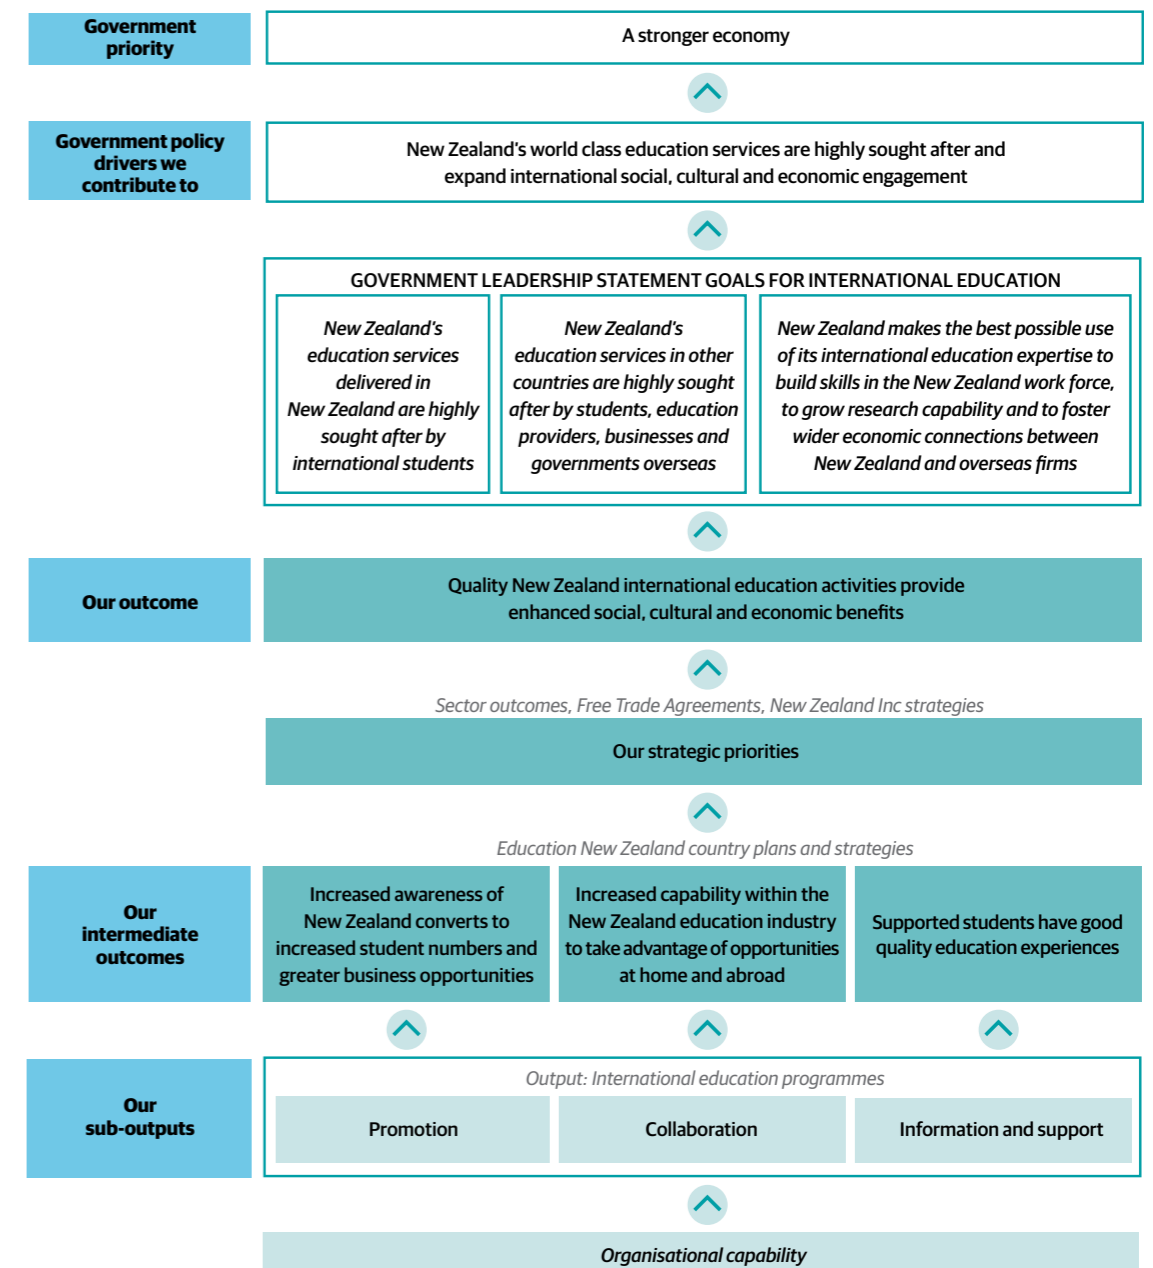 Government
priority
A stronger economy
Government policy
drivers we
contribute to
New Zealand's world class education services are highly sought after and
expand international social, cultural and economic engagement
GOVERNMENT LEADERSHIP STATEMENT GOALS FOR INTERNATIONAL EDUCATION
New Zealand's
education services
delivered in
New Zealand are highly
sought after by
international students
New Zealand's
education services in other
countries are highly sought
after by students, education
providers, businesses and
governments overseas
New Zealand makes the best possible use
of its international education expertise to
build skills in the New Zealand work force,
to grow research capability and to foster
wider economic connections between
New Zealand and overseas firms
Our outcome
Quality New Zealand international education activities provide
enhanced social, cultural and economic benefits
Sector outcomes, Free Trade Agreements, New Zealand Inc strategies
Our strategic priorities
Education New Zealand country plans and strategies
Our
intermediate
outcomes
Increased awareness of
New Zealand converts to
increased student numbers and
greater business opportunities
Increased capability within the
New Zealand education industry
to take advantage of opportunities
at home and abroad
Supported students have good
quality education experiences
Our
sub-outputs
Output: International education programmes
Promotion
Collaboration
Information and support
Organisational capability